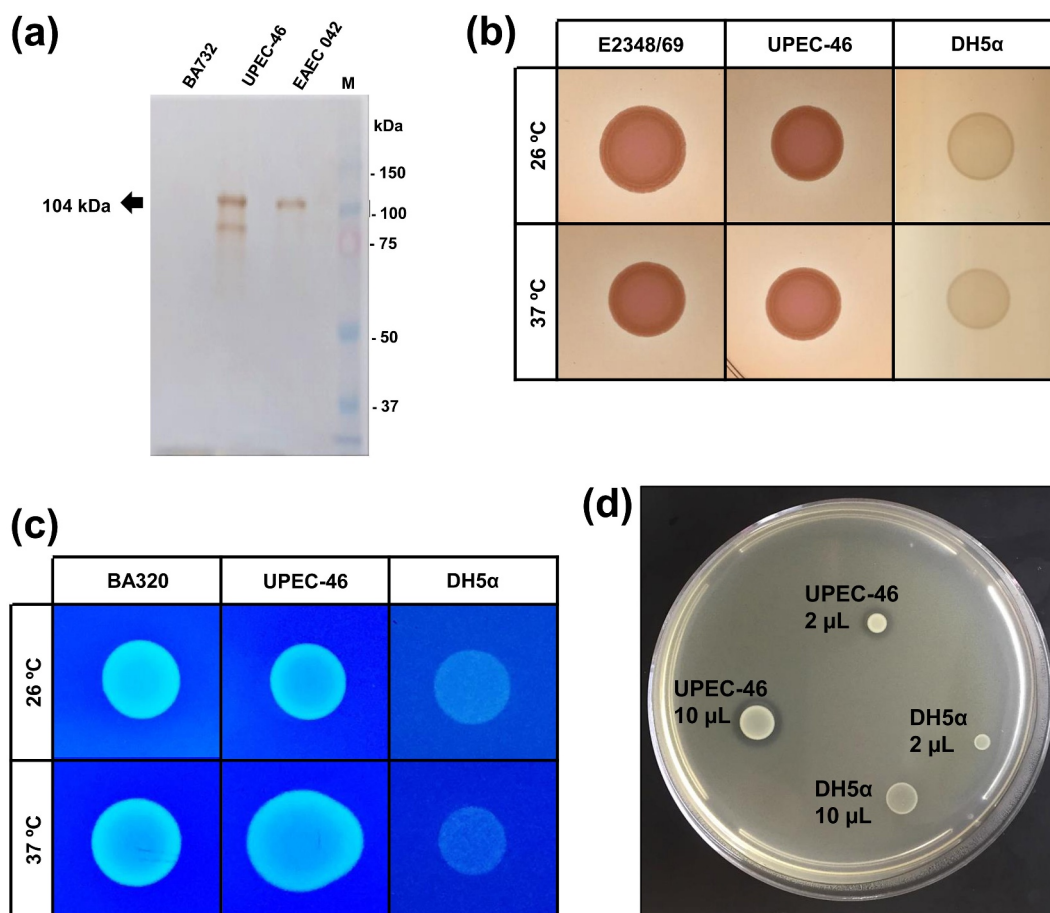 (a)
BA732
UPEC-46
EAEC 042
M
kDa
- 150
104 kDa
- 100
- 75
- 50
- 37
(b)
E2348/69
UPEC-46
DH5α
26 ºC
37 ºC
(c)
BA320
UPEC-46
DH5α
26 ºC
37 ºC
(d)
UPEC-46
2 µL
UPEC-46
10 µL
DH5α
2 µL
DH5α
10 µL